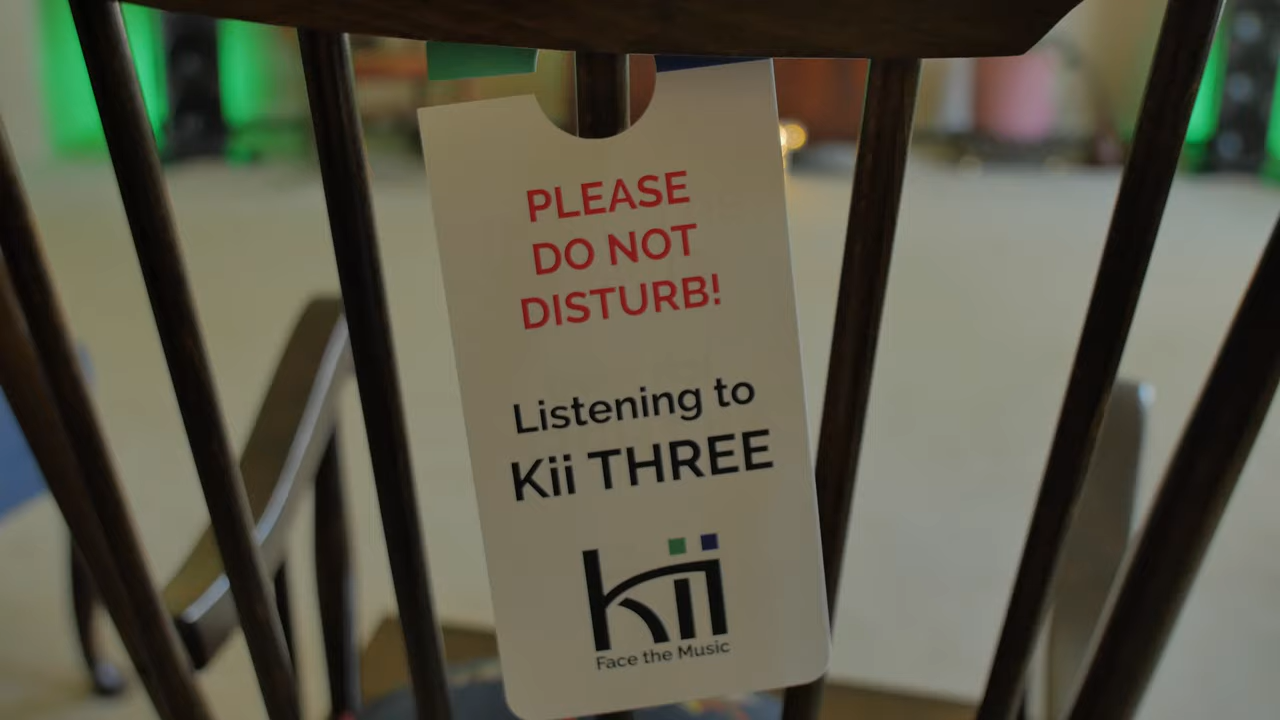 PLEASE
DO NOT
DISTURB!
Listening to
Kii THREE
kii
Face the Music